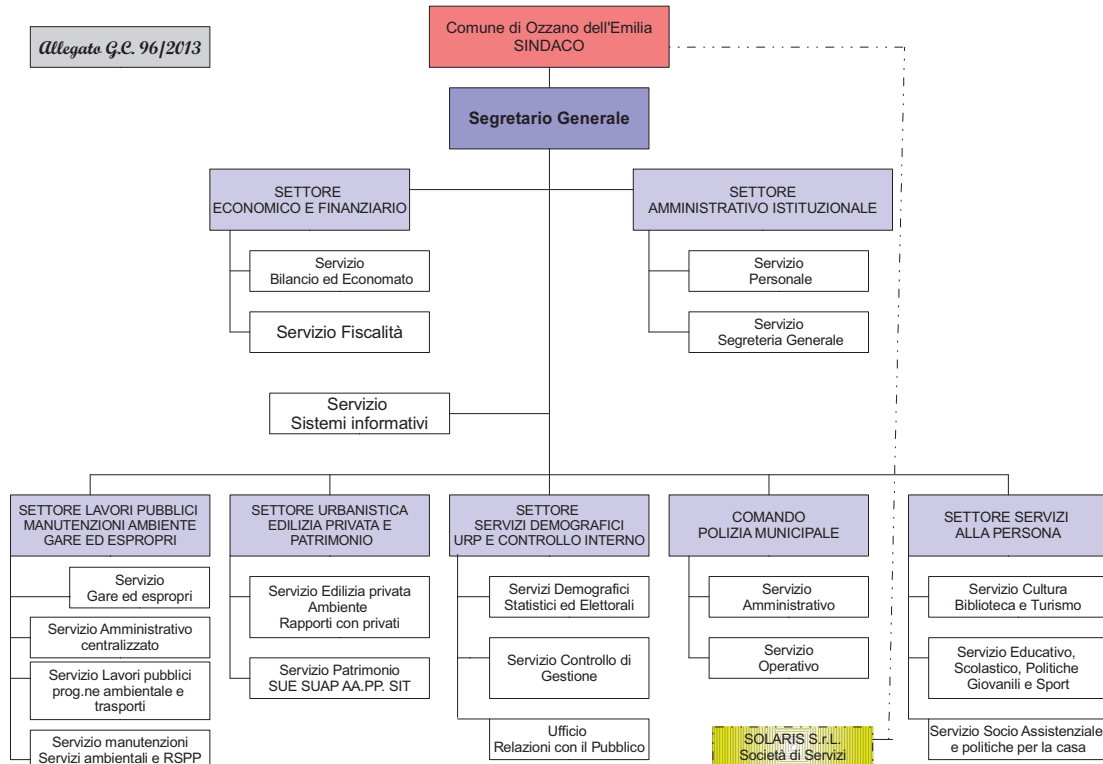 Allegato G.C. 96/2013
Comune di Ozzano dell'Emilia
SINDACO
Segretario Generale
SETTORE
ECONOMICO E FINANZIARIO
SETTORE
AMMINISTRATIVO ISTITUZIONALE
Servizio
Bilancio ed Economato
Servizio
Personale
Servizio Fiscalità
Servizio
Segreteria Generale
Servizio
Sistemi informativi
SETTORE LAVORI PUBBLICI
MANUTENZIONI AMBIENTE
GARE ED ESPROPRI
SETTORE URBANISTICA
EDILIZIA PRIVATA E
PATRIMONIO
SETTORE
SERVIZI DEMOGRAFICI
URP E CONTROLLO INTERNO
COMANDO
POLIZIA MUNICIPALE
SETTORE SERVIZI
ALLA PERSONA
Servizio
Gare ed espropri
Servizio Amministrativo
centralizzato
Servizio Lavori pubblici
prog.ne ambientale e
trasporti
Servizio manutenzioni
Servizi ambientali e RSPP
Servizio Edilizia privata
Ambiente
Rapporti con privati
Servizio Patrimonio
SUE SUAP AA.PP. SIT
Servizi Demografici
Statistici ed Elettorali
Servizio Controllo di
Gestione
Ufficio
Relazioni con il Pubblico
Servizio
Amministrativo
Servizio
Operativo
SOLARIS S.r.L.
Società di Servizi
Servizio Cultura
Biblioteca e Turismo
Servizio Educativo,
Scolastico, Politiche
Giovanili e Sport
Servizio Socio Assistenziale
e politiche per la casa